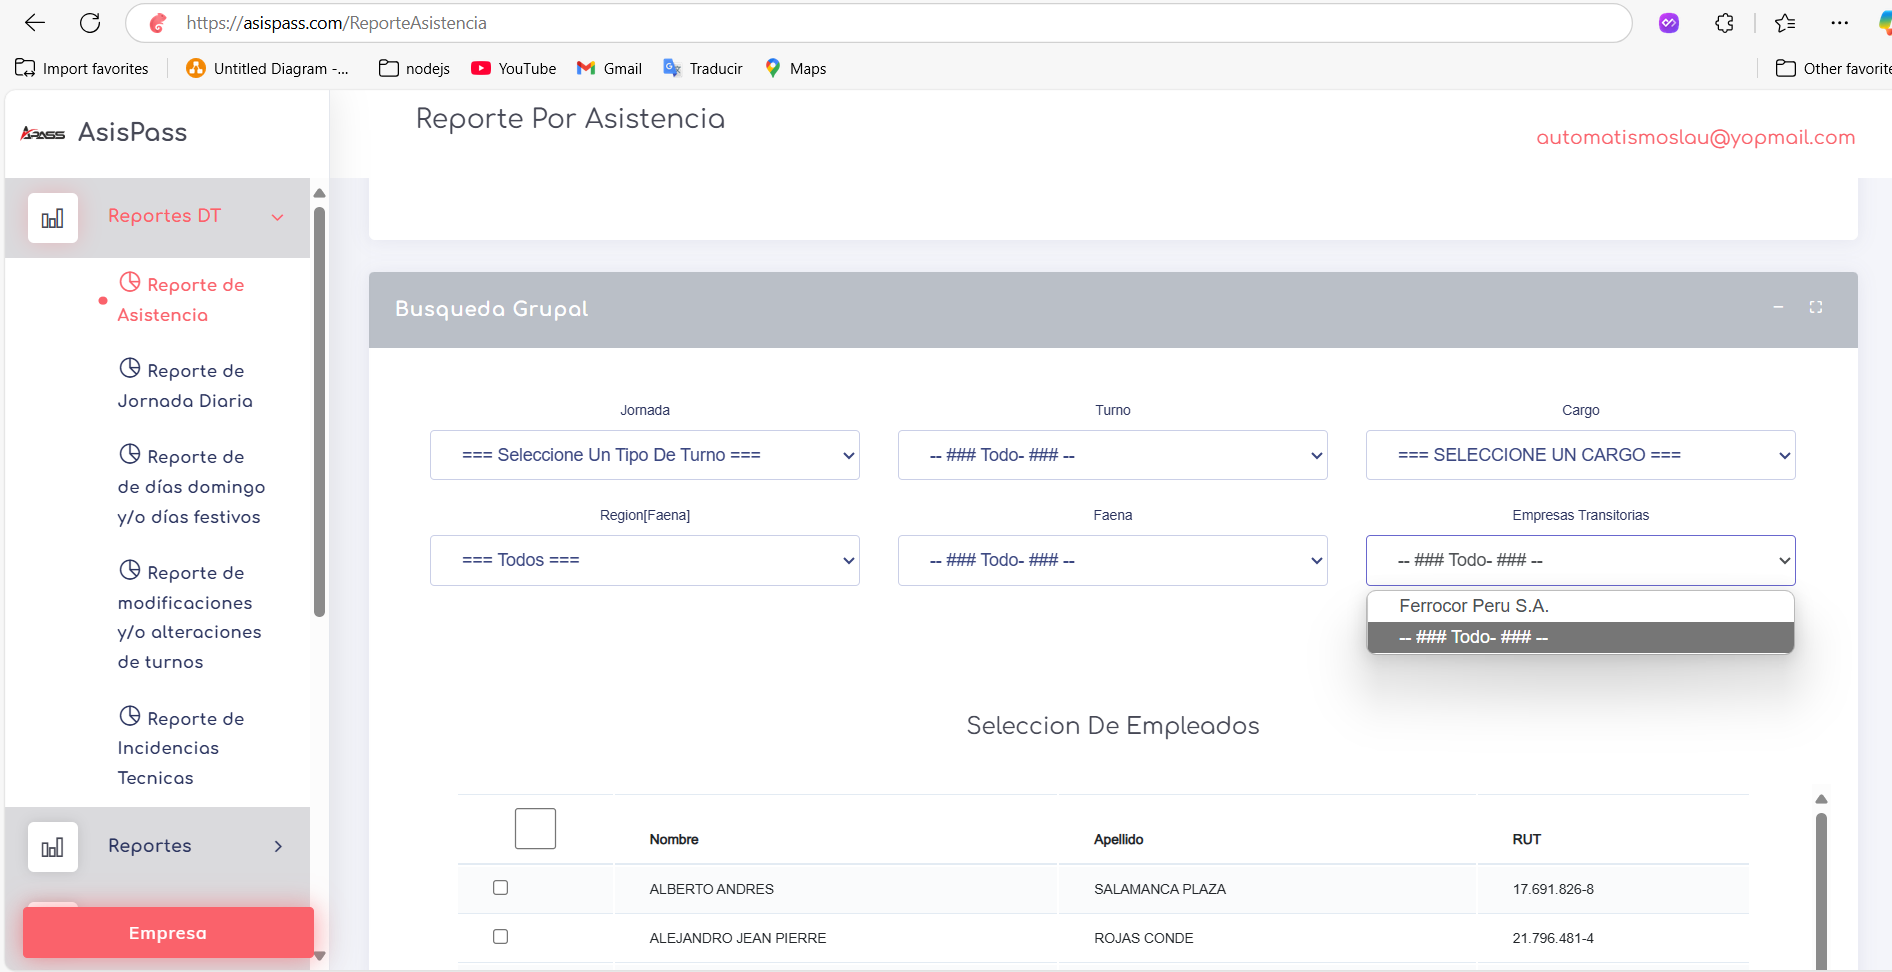 https://asispass.com/ReporteAsistencia
Import favorites
Untitled Diagram -...
nodejs
YouTube
Gmail
Traducir
Maps
Other favorite
APASS AsisPass
Reporte Por Asistencia
automatismoslau@yopmail.com
Reportes DT
Reporte de
Asistencia
Reporte de
Jornada Diaria
Reporte de
de días domingo
y/o días festivos
Reporte de
modificaciones
y/o alteraciones
de turnos
Reporte de
Incidencias
Tecnicas
Reportes
Empresa
Busqueda Grupal
Jornada
Turno
Cargo
=== Seleccione Un Tipo De Turno ===
-- ### Todo- ### --
=== SELECCIONE UN CARGO ===
Region[Faena]
Faena
Empresas Transitorias
=== Todos ===
-- ### Todo- ### --
-- ### Todo- ### --
Ferrocor Peru S.A.
-- ### Todo- ### --
Seleccion De Empleados
Nombre Apellido RUT
ALBERTO ANDRES SALAMANCA PLAZA 17.691.826-8
ALEJANDRO JEAN PIERRE ROJAS CONDE 21.796.481-4